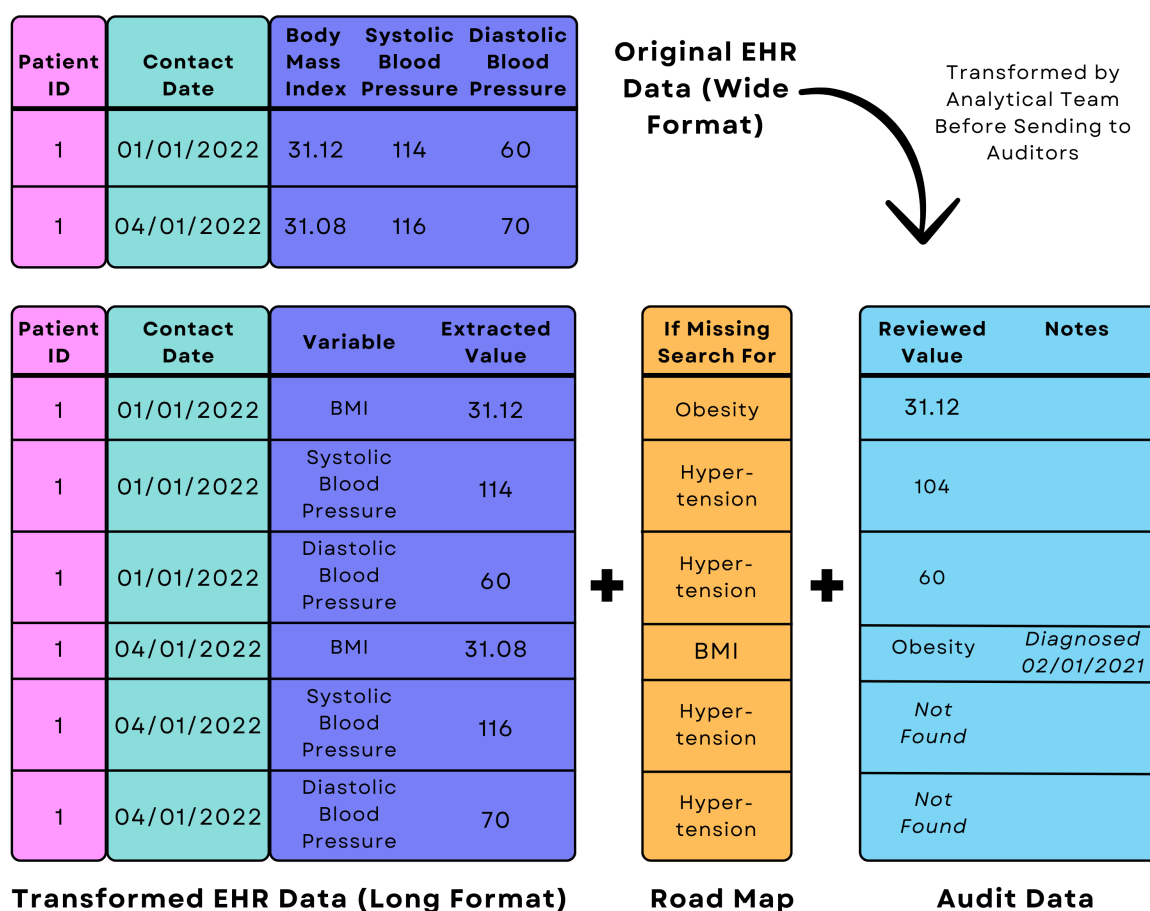 Patient ID | Contact Date | Body Mass Index | Systolic Blood Pressure | Diastolic Blood Pressure
1 | 01/01/2022 | 31.12 | 114 | 60
1 | 04/01/2022 | 31.08 | 116 | 70
Original EHR
Data (Wide
Format)
Transformed by
Analytical Team
Before Sending to
Auditors
Patient ID | Contact Date | Variable | Extracted Value | If Missing Search For | Reviewed Value | Notes
1 | 01/01/2022 | BMI | 31.12 | Obesity | 31.12
1 | 01/01/2022 | Systolic Blood Pressure | 114 | Hyper-tension | 104
1 | 01/01/2022 | Diastolic Blood Pressure | 60 | Hyper-tension | 60
1 | 04/01/2022 | BMI | 31.08 | BMI | Obesity | Diagnosed 02/01/2021
1 | 04/01/2022 | Systolic Blood Pressure | 116 | Hyper-tension | Not Found
1 | 04/01/2022 | Diastolic Blood Pressure | 70 | Hyper-tension | Not Found
+ +
Transformed EHR Data (Long Format)
Road Map
Audit Data